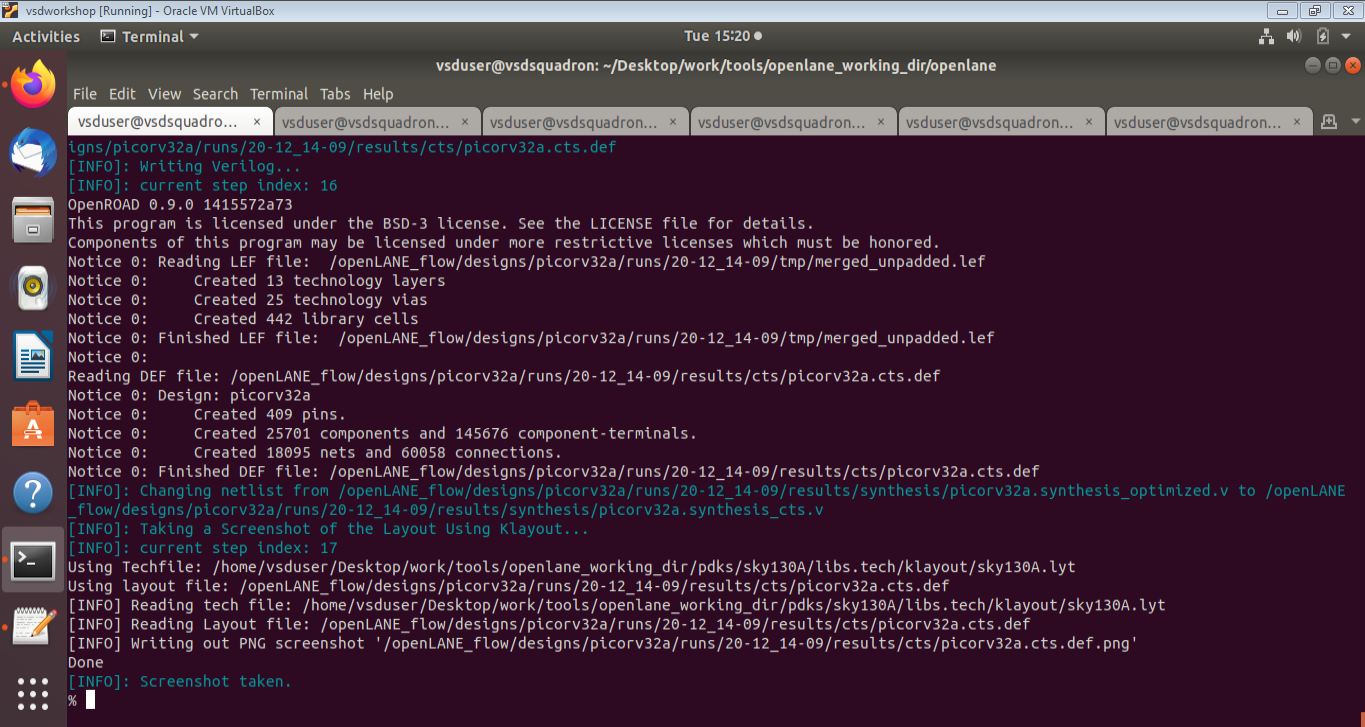 vsdworkshop [Running] - Oracle VM VirtualBox
Activities Terminal Tue 15:20
vsduser@vsdsquadron: ~/Desktop/work/tools/openlane_working_dir/openlane
File Edit View Search Terminal Tabs Help
vsduser@vsdsquadro... × vsduser@vsdsquadron... × vsduser@vsdsquadron... × vsduser@vsdsquadron... × vsduser@vsdsquadron... × vsduser@vsdsquadron... ×
igns/picorv32a/runs/20-12_14-09/results/cts/picorv32a.cts.def
[INFO]: Writing Verilog...
[INFO]: current step index: 16
OpenROAD 0.9.0 1415572a73
This program is licensed under the BSD-3 license. See the LICENSE file for details.
Components of this program may be licensed under more restrictive licenses which must be honored.
Notice 0: Reading LEF file:  /openLANE_flow/designs/picorv32a/runs/20-12_14-09/tmp/merged_unpadded.lef
Notice 0:     Created 13 technology layers
Notice 0:     Created 25 technology vias
Notice 0:     Created 442 library cells
Notice 0: Finished LEF file:  /openLANE_flow/designs/picorv32a/runs/20-12_14-09/tmp/merged_unpadded.lef
Notice 0:
Reading DEF file: /openLANE_flow/designs/picorv32a/runs/20-12_14-09/results/cts/picorv32a.cts.def
Notice 0: Design: picorv32a
Notice 0:     Created 409 pins.
Notice 0:     Created 25701 components and 145676 component-terminals.
Notice 0:     Created 18095 nets and 60058 connections.
Notice 0: Finished DEF file: /openLANE_flow/designs/picorv32a/runs/20-12_14-09/results/cts/picorv32a.cts.def
[INFO]: Changing netlist from /openLANE_flow/designs/picorv32a/runs/20-12_14-09/results/synthesis/picorv32a.synthesis_optimized.v to /openLANE
_flow/designs/picorv32a/runs/20-12_14-09/results/synthesis/picorv32a.synthesis_cts.v
[INFO]: Taking a Screenshot of the Layout Using Klayout...
[INFO]: current step index: 17
Using Techfile: /home/vsduser/Desktop/work/tools/openlane_working_dir/pdks/sky130A/libs.tech/klayout/sky130A.lyt
Using layout file: /openLANE_flow/designs/picorv32a/runs/20-12_14-09/results/cts/picorv32a.cts.def
[INFO] Reading tech file: /home/vsduser/Desktop/work/tools/openlane_working_dir/pdks/sky130A/libs.tech/klayout/sky130A.lyt
[INFO] Reading Layout file: /openLANE_flow/designs/picorv32a/runs/20-12_14-09/results/cts/picorv32a.cts.def
[INFO] Writing out PNG screenshot '/openLANE_flow/designs/picorv32a/runs/20-12_14-09/results/cts/picorv32a.cts.def.png'
Done
[INFO]: Screenshot taken.
%